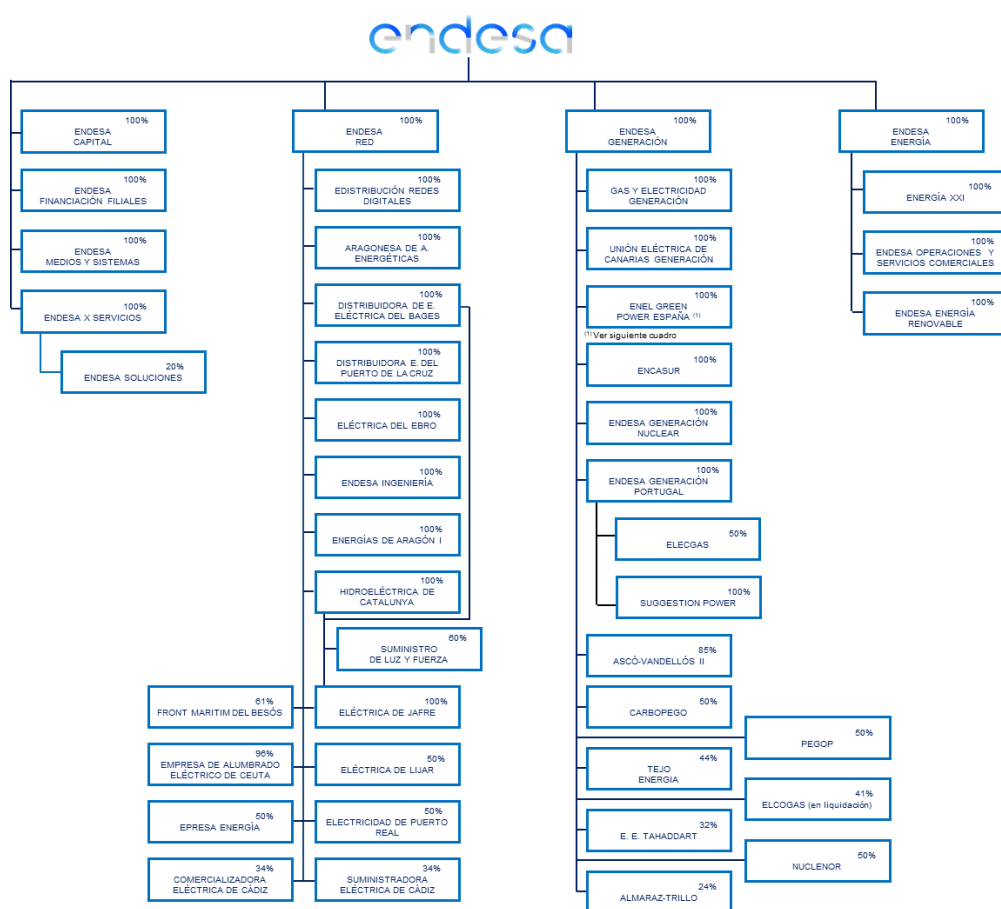 endesa
100%
ENDESA
CAPITAL
100%
ENDESA
FINANCIACIÓN FILIALES
100%
ENDESA
MEDIOS Y SISTEMAS
100%
ENDESA X SERVICIOS
20%
ENDESA SOLUCIONES
100%
ENDESA
RED
100%
EDISTRIBUCIÓN REDES
DIGITALES
100%
ARAGONESA DE A.
ENERGÉTICAS
100%
DISTRIBUIDORA DE E.
ELÉCTRICA DEL BAGES
100%
DISTRIBUIDORA E. DEL
PUERTO DE LA CRUZ
100%
ELÉCTRICA DEL EBRO
100%
ENDESA INGENIERÍA
100%
ENERGÍAS DE ARAGÓN I
100%
HIDROELÉCTRICA DE
CATALUNYA
60%
SUMINISTRO
DE LUZ Y FUERZA
61%
FRONT MARITIM DEL BESÓS
100%
ELÉCTRICA DE JAFRE
96%
EMPRESA DE ALUMBRADO
ELÉCTRICO DE CEUTA
50%
ELÉCTRICA DE LIJAR
50%
EPRESA ENERGÍA
50%
ELECTRICIDAD DE PUERTO
REAL
34%
COMERCIALIZADORA
ELÉCTRICA DE CÁDIZ
34%
SUMINISTRADORA
ELÉCTRICA DE CÁDIZ
100%
ENDESA
GENERACIÓN
100%
GAS Y ELECTRICIDAD
GENERACIÓN
100%
UNIÓN ELÉCTRICA DE
CANARIAS GENERACIÓN
100%
ENEL GREEN
POWER ESPAÑA (1)
(1) Ver siguiente cuadro
100%
ENCASUR
100%
ENDESA GENERACIÓN
NUCLEAR
100%
ENDESA GENERACIÓN
PORTUGAL
50%
ELECGAS
100%
SUGGESTION POWER
85%
ASCÓ-VANDELLÓS II
50%
CARBOPEGO
50%
PEGOP
44%
TEJO
ENERGIA
41%
ELCOGAS (en liquidación)
32%
E. E. TAHADDART
50%
NUCLENOR
24%
ALMARAZ-TRILLO
100%
ENDESA
ENERGÍA
100%
ENERGÍA XXI
100%
ENDESA OPERACIONES Y
SERVICIOS COMERCIALES
100%
ENDESA ENERGÍA
RENOVABLE